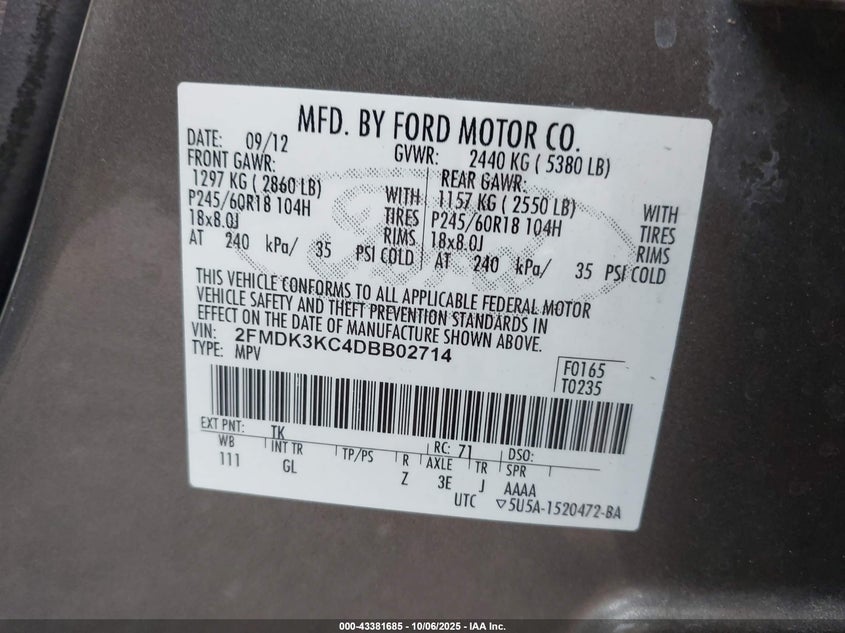 MFD. BY FORD MOTOR CO.
DATE: 09/12 GVWR: 2440 KG ( 5380 LB)
FRONT GAWR: REAR GAWR:
1297 KG ( 2860 LB) WITH 1157 KG ( 2550 LB) WITH
P245/60R18 104H TIRES P245/60R18 104H TIRES
18x8.0J RIMS 18x8.0J RIMS
AT 240 kPa/ 35 PSI COLD AT 240 kPa/ 35 PSI COLD
THIS VEHICLE CONFORMS TO ALL APPLICABLE FEDERAL MOTOR
VEHICLE SAFETY AND THEFT PREVENTION STANDARDS IN
EFFECT ON THE DATE OF MANUFACTURE SHOWN ABOVE.
VIN: 2FMDK3KC4DBB02714
TYPE: MPV
F0165
T0235
EXT PNT: TK RC: 71 DSO:
WB INT TR TP/PS R AXLE TR SPR
111 GL Z 3E J AAAA
UTC ▽5U5A-1520472-BA
000-43381685 - 10/06/2025 - IAA Inc.